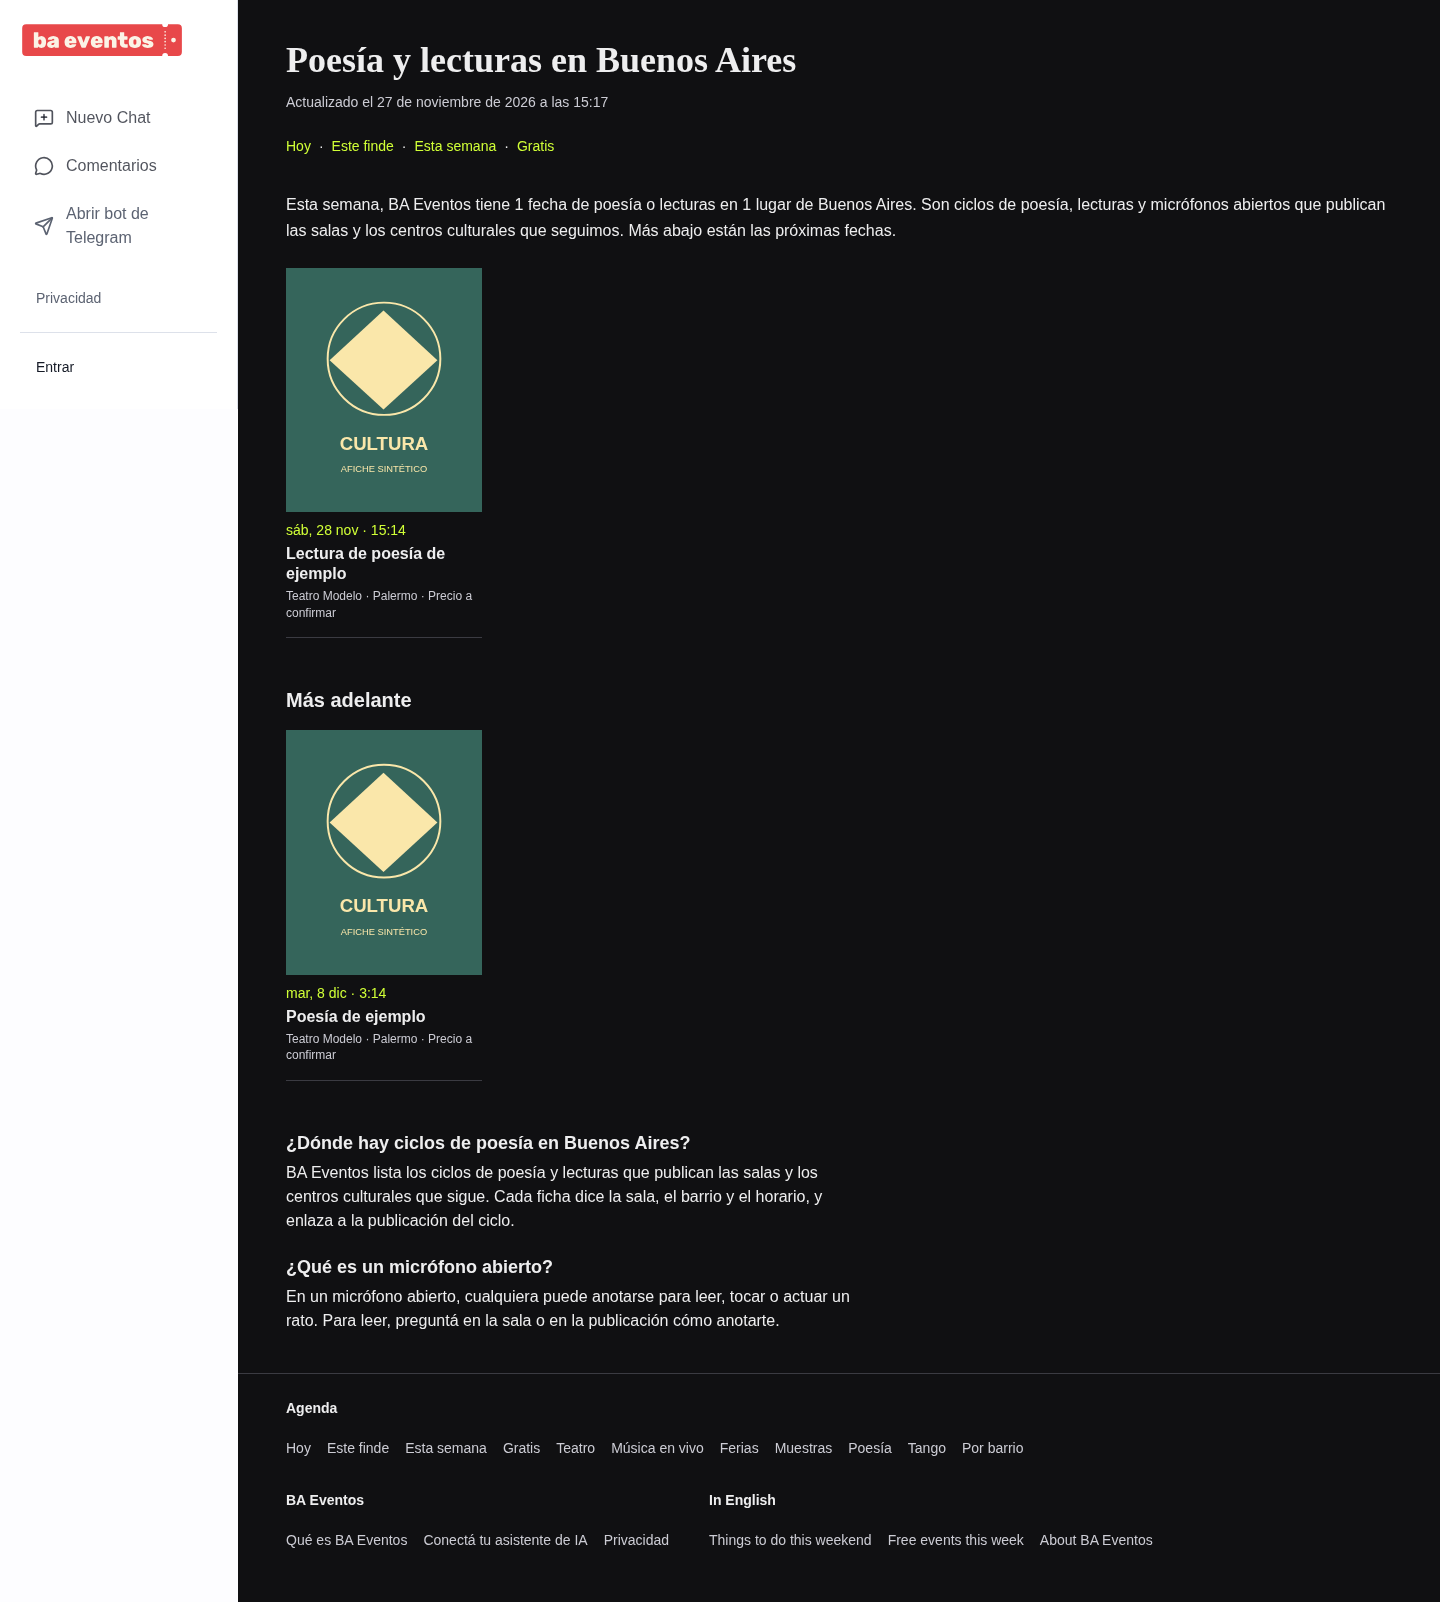 ba eventos
Nuevo Chat
Comentarios
Abrir bot de
Telegram
Privacidad
Entrar
Poesía y lecturas en Buenos Aires
Actualizado el 27 de noviembre de 2026 a las 15:17
Hoy · Este finde · Esta semana · Gratis
Esta semana, BA Eventos tiene 1 fecha de poesía o lecturas en 1 lugar de Buenos Aires. Son ciclos de poesía, lecturas y micrófonos abiertos que publican
las salas y los centros culturales que seguimos. Más abajo están las próximas fechas.
CULTURA
AFICHE SINTÉTICO
sáb, 28 nov · 15:14
Lectura de poesía de
ejemplo
Teatro Modelo · Palermo · Precio a
confirmar
Más adelante
CULTURA
AFICHE SINTÉTICO
mar, 8 dic · 3:14
Poesía de ejemplo
Teatro Modelo · Palermo · Precio a
confirmar
¿Dónde hay ciclos de poesía en Buenos Aires?
BA Eventos lista los ciclos de poesía y lecturas que publican las salas y los
centros culturales que sigue. Cada ficha dice la sala, el barrio y el horario, y
enlaza a la publicación del ciclo.
¿Qué es un micrófono abierto?
En un micrófono abierto, cualquiera puede anotarse para leer, tocar o actuar un
rato. Para leer, preguntá en la sala o en la publicación cómo anotarte.
Agenda
Hoy Este finde Esta semana Gratis Teatro Música en vivo Ferias Muestras Poesía Tango Por barrio
BA Eventos
Qué es BA Eventos Conectá tu asistente de IA Privacidad
In English
Things to do this weekend Free events this week About BA Eventos